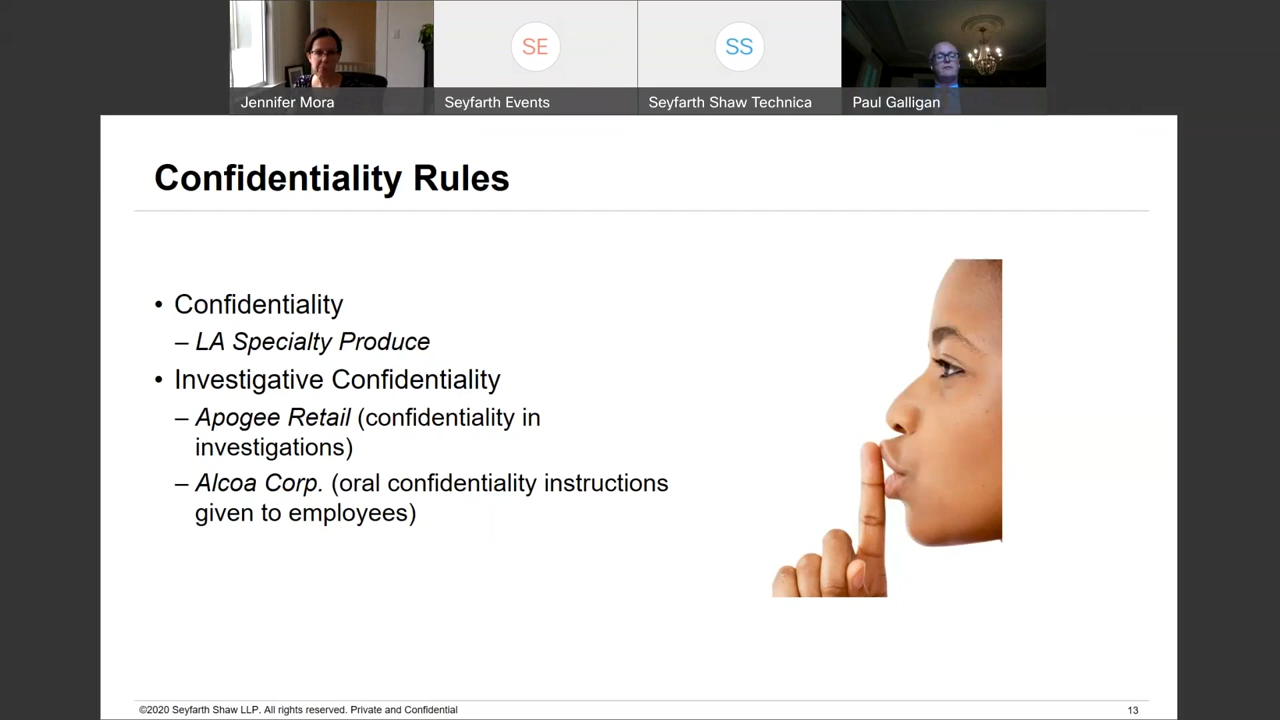 SE
SS
Jennifer Mora
Seyfarth Events
Seyfarth Shaw Technica
Paul Galligan
Confidentiality Rules
• Confidentiality
– LA Specialty Produce
• Investigative Confidentiality
– Apogee Retail (confidentiality in
investigations)
– Alcoa Corp. (oral confidentiality instructions
given to employees)
©2020 Seyfarth Shaw LLP. All rights reserved. Private and Confidential
13